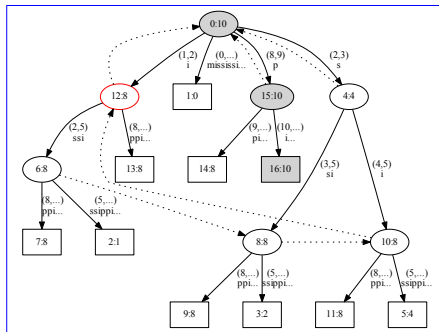 0:10
(1,2)
i
(0,...)
mississi...
(8,9)
p
(2,3)
s
12:8
1:0
15:10
4:4
(2,5)
ssi
(8,...)
ppi...
(9,...)
pi...
(10,...)
i...
(3,5)
si
(4,5)
i
6:8
13:8
14:8
16:10
(8,...)
ppi...
(5,...)
ssippi...
7:8
2:1
8:8
10:8
(8,...)
ppi...
(5,...)
ssippi...
(8,...)
ppi...
(5,...)
ssippi...
9:8
3:2
11:8
5:4